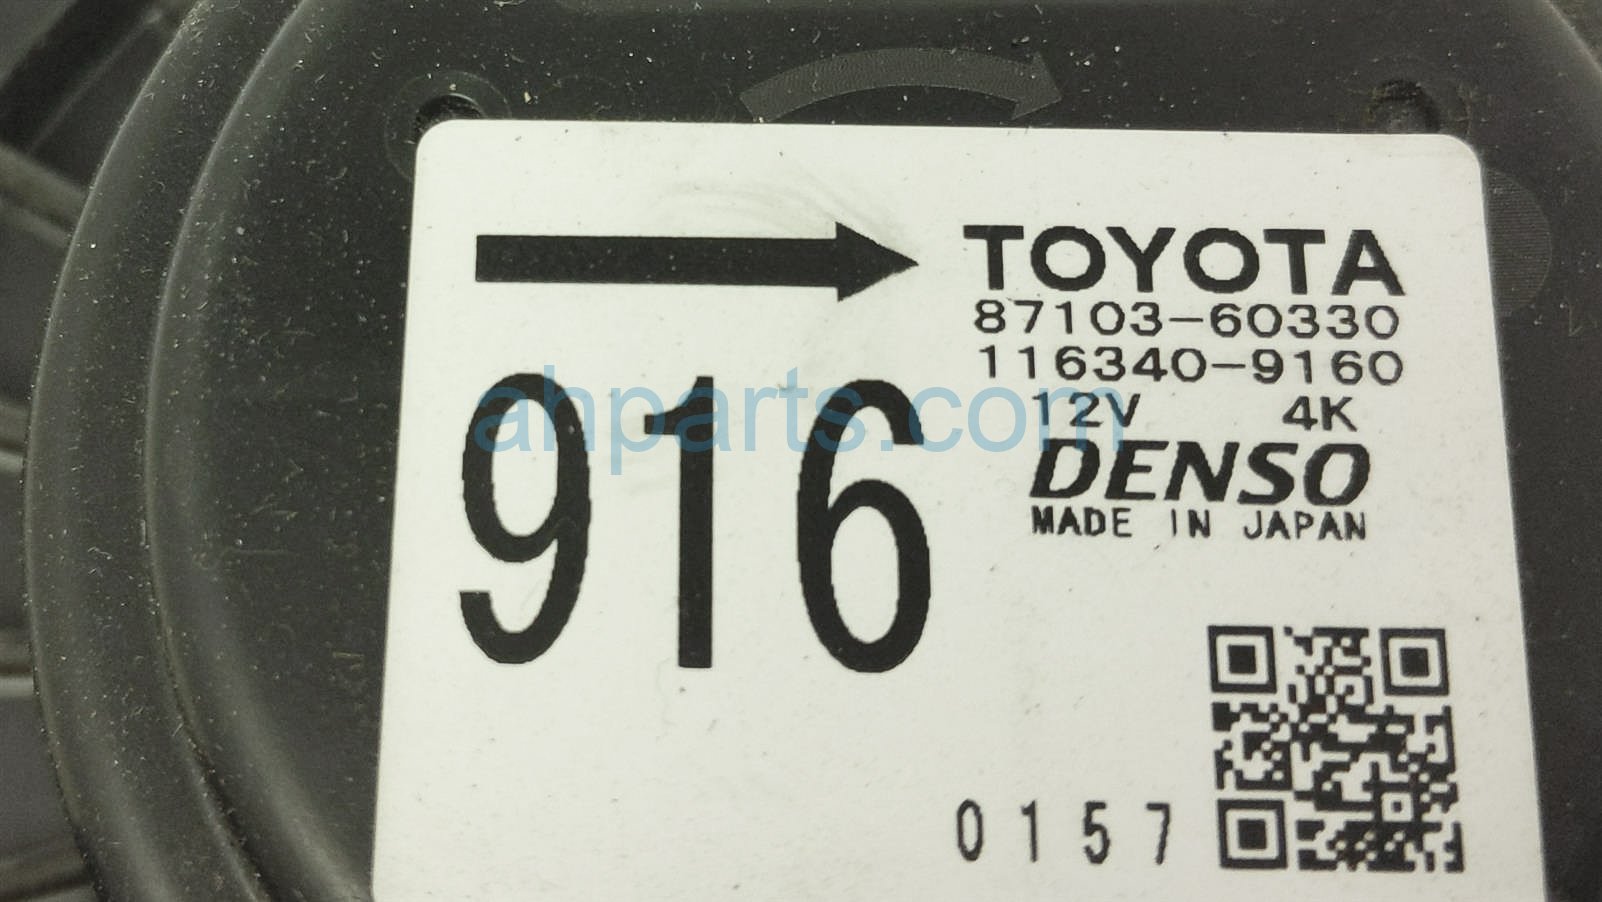 TOYOTA
87103-60330
116340-9160
12V 4K
DENSO
MADE IN JAPAN
916
ahparts.com
0157